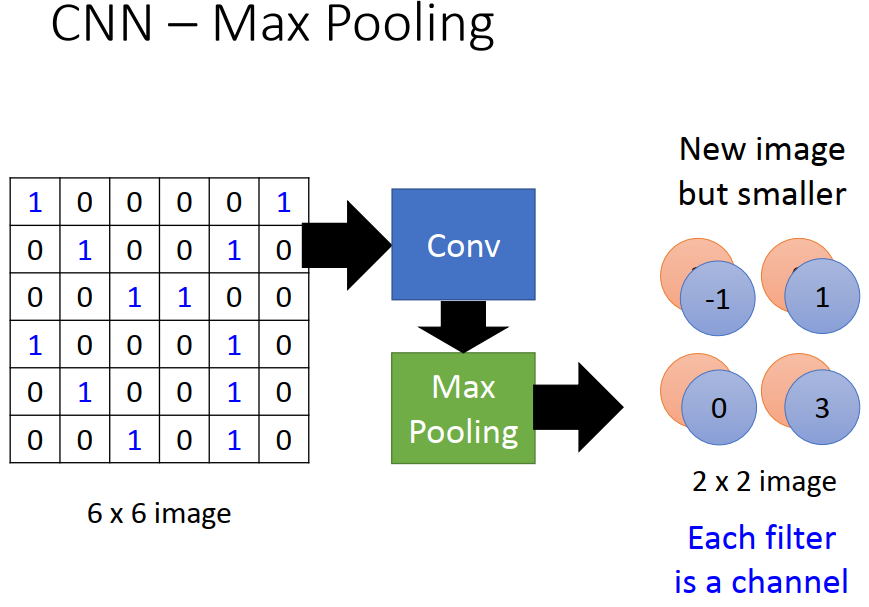 CNN – Max Pooling
1 0 0 0 0 1
0 1 0 0 1 0
0 0 1 1 0 0
1 0 0 0 1 0
0 1 0 0 1 0
0 0 1 0 1 0
6 x 6 image
Conv
Max
Pooling
New image
but smaller
-1 1
0 3
2 x 2 image
Each filter
is a channel